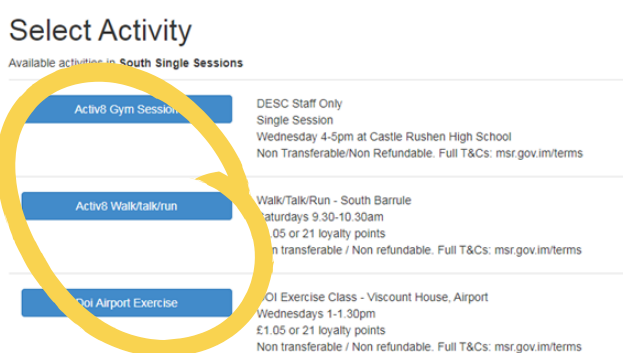 Select Activity
Available activities in South Single Sessions
Activ8 Gym Session
DESC Staff Only
Single Session
Wednesday 4-5pm at Castle Rushen High School
Non Transferable/Non Refundable. Full T&Cs: msr.gov.im/terms
Activ8 Walk/talk/run
Walk/Talk/Run - South Barrule
Saturdays 9.30-10.30am
.05 or 21 loyalty points
transferable / Non refundable. Full T&Cs: msr.gov.im/terms
Doi Airport Exercise
DOI Exercise Class - Viscount House, Airport
Wednesdays 1-1.30pm
£1.05 or 21 loyalty points
Non transferable / Non refundable. Full T&Cs: msr.gov.im/terms